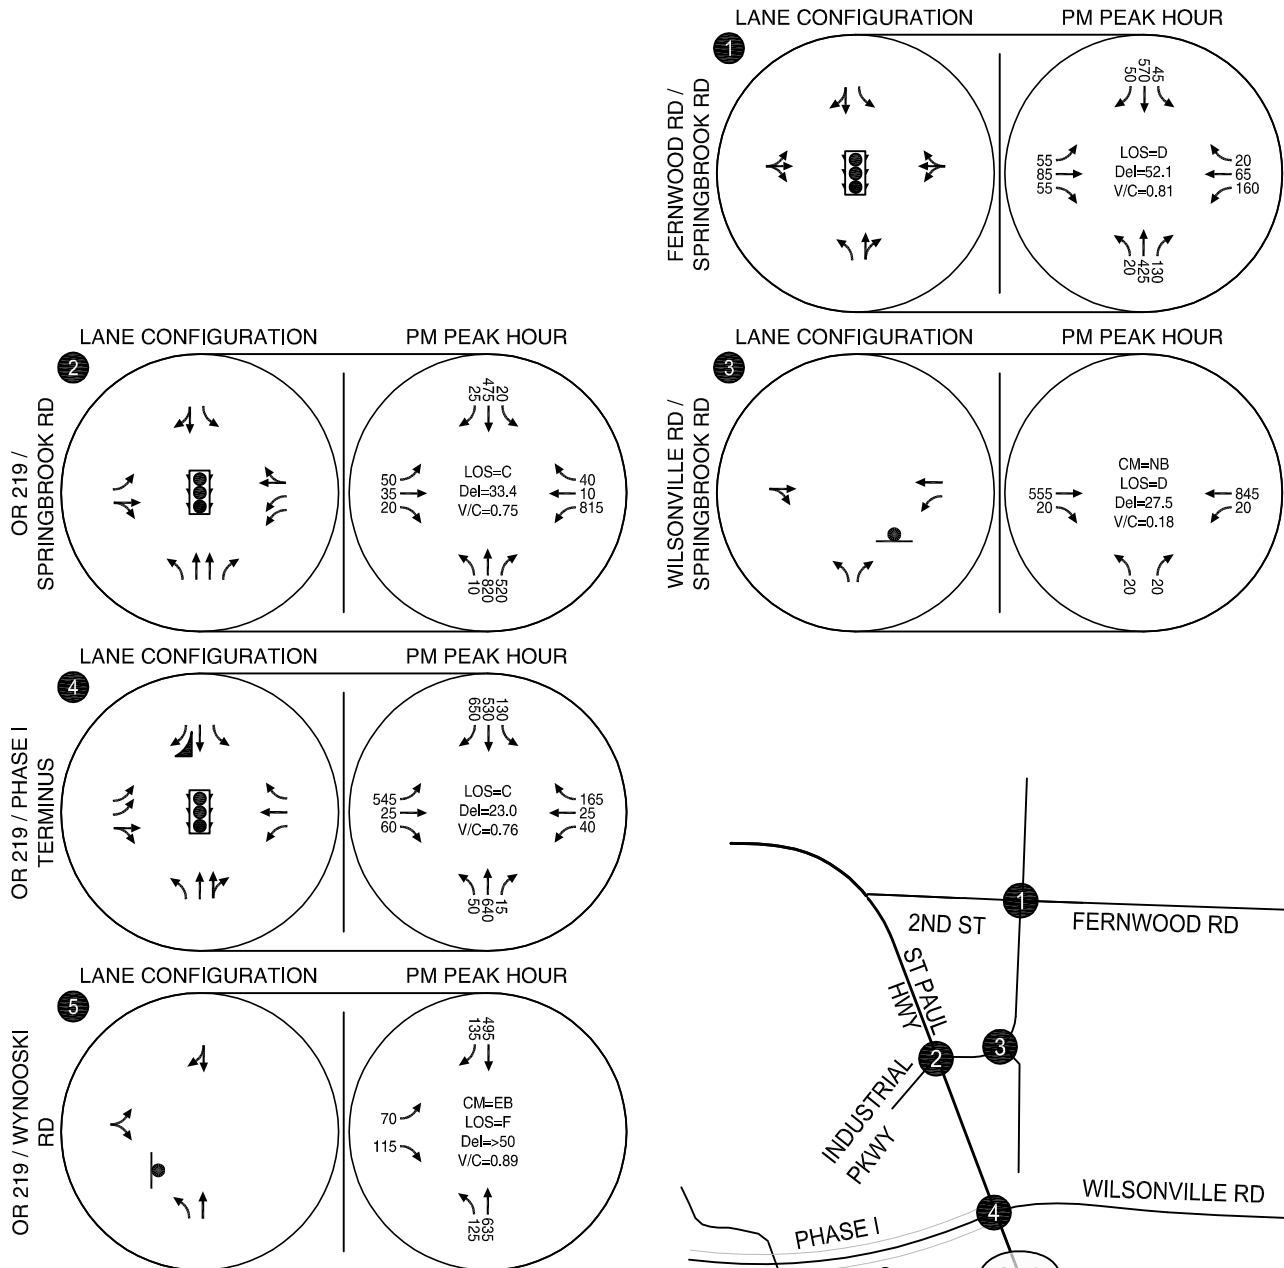 LANE CONFIGURATION
PM PEAK HOUR
1
FERNWOOD RD /
SPRINGBROOK RD
50
570
45
55
85
55
LOS=D
Del=52.1
V/C=0.81
20
65
160
20
425
130
LANE CONFIGURATION
PM PEAK HOUR
2
OR 219 /
SPRINGBROOK RD
25
475
20
50
35
20
LOS=C
Del=33.4
V/C=0.75
40
10
815
10
820
520
LANE CONFIGURATION
PM PEAK HOUR
3
WILSONVILLE RD /
SPRINGBROOK RD
555
20
CM=NB
LOS=D
Del=27.5
V/C=0.18
845
20
20
20
LANE CONFIGURATION
PM PEAK HOUR
4
OR 219 / PHASE I
TERMINUS
650
530
130
545
25
60
LOS=C
Del=23.0
V/C=0.76
165
25
40
50
640
15
LANE CONFIGURATION
PM PEAK HOUR
5
OR 219 / WYNOOSKI
RD
135
495
70
115
CM=EB
LOS=F
Del=>50
V/C=0.89
125
635
1
2ND ST
FERNWOOD RD
ST PAUL
HWY
2
3
INDUSTRIAL
PKWY
4
WILSONVILLE RD
PHASE I